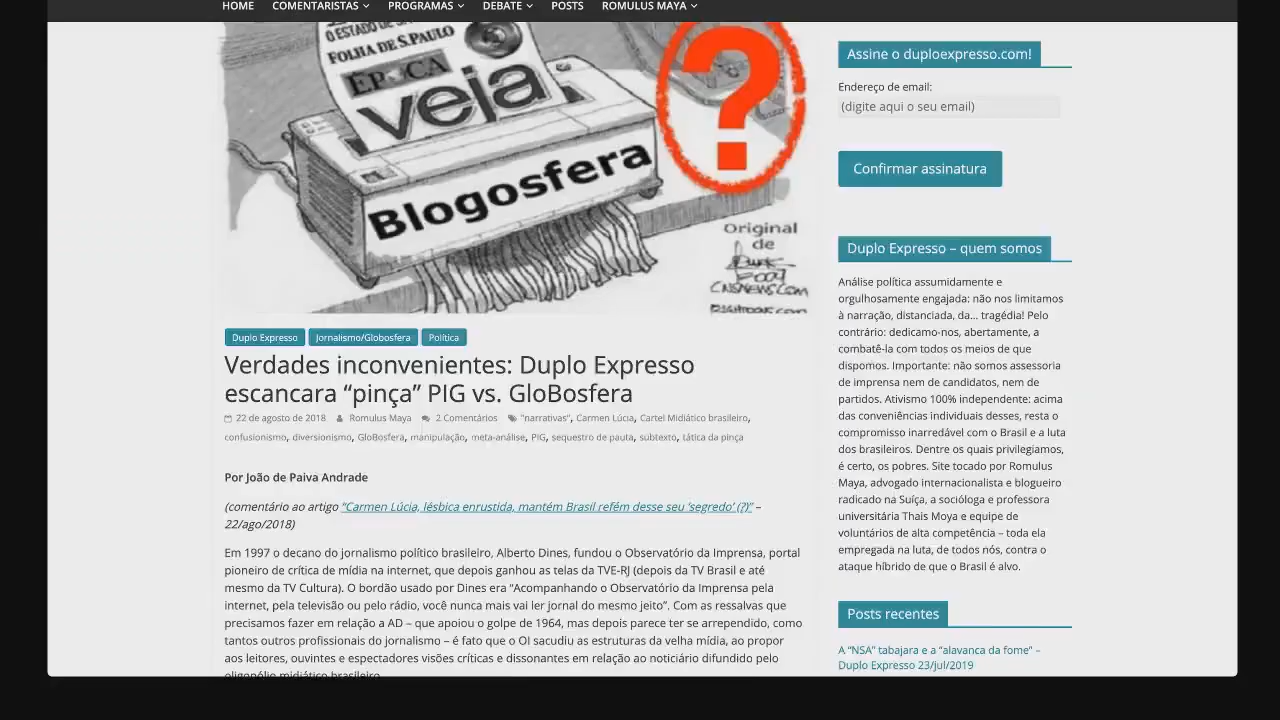 HOME COMENTARISTAS PROGRAMAS DEBATE POSTS ROMULUS MAYA
O ESTADO DE
FOLHA DE S.PAULO
ÉPOCA
veja
Blogosfera
?
Original
de
2009
CNSNEWS.COM
Duplo Expresso Jornalismo/Globosfera Política
Verdades inconvenientes: Duplo Expresso
escancara “pinça” PIG vs. GloBosfera
22 de agosto de 2018 Romulus Maya 2 Comentários "narrativas", Carmen Lúcia, Cartel Midiático brasileiro,
confusionismo, diversionismo, GloBosfera, manipulação, meta-análise, PIG, sequestro de pauta, subtexto, tática da pinça
Por João de Paiva Andrade
(comentário ao artigo “Carmen Lúcia, lésbica enrustida, mantém Brasil refém desse seu ‘segredo’ (?)” –
22/ago/2018)
Em 1997 o decano do jornalismo político brasileiro, Alberto Dines, fundou o Observatório da Imprensa, portal
pioneiro de crítica de mídia na internet, que depois ganhou as telas da TVE-RJ (depois da TV Brasil e até
mesmo da TV Cultura). O bordão usado por Dines era “Acompanhando o Observatório da Imprensa pela
internet, pela televisão ou pelo rádio, você nunca mais vai ler jornal do mesmo jeito”. Com as ressalvas que
precisamos fazer em relação a AD – que apoiou o golpe de 1964, mas depois parece ter se arrependido, como
tantos outros profissionais do jornalismo – é fato que o OI sacudiu as estruturas da velha mídia, ao propor
aos leitores, ouvintes e espectadores visões críticas e dissonantes em relação ao noticiário difundido pelo
oligopólio midiático brasileiro.
Assine o duploexpresso.com!
Endereço de email:
(digite aqui o seu email)
Confirmar assinatura
Duplo Expresso – quem somos
Análise política assumidamente e
orgulhosamente engajada: não nos limitamos
à narração, distanciada, da... tragédia! Pelo
contrário: dedicamo-nos, abertamente, a
combatê-la com todos os meios de que
dispomos. Importante: não somos assessoria
de imprensa nem de candidatos, nem de
partidos. Ativismo 100% independente: acima
das conveniências individuais desses, resta o
compromisso inarredável com o Brasil e a luta
dos brasileiros. Dentre os quais privilegiamos,
é certo, os pobres. Site tocado por Romulus
Maya, advogado internacionalista e blogueiro
radicado na Suíça, a socióloga e professora
universitária Thais Moya e equipe de
voluntários de alta competência – toda ela
empregada na luta, de todos nós, contra o
ataque híbrido de que o Brasil é alvo.
Posts recentes
A “NSA” tabajara e a “alavanca da fome” –
Duplo Expresso 23/jul/2019